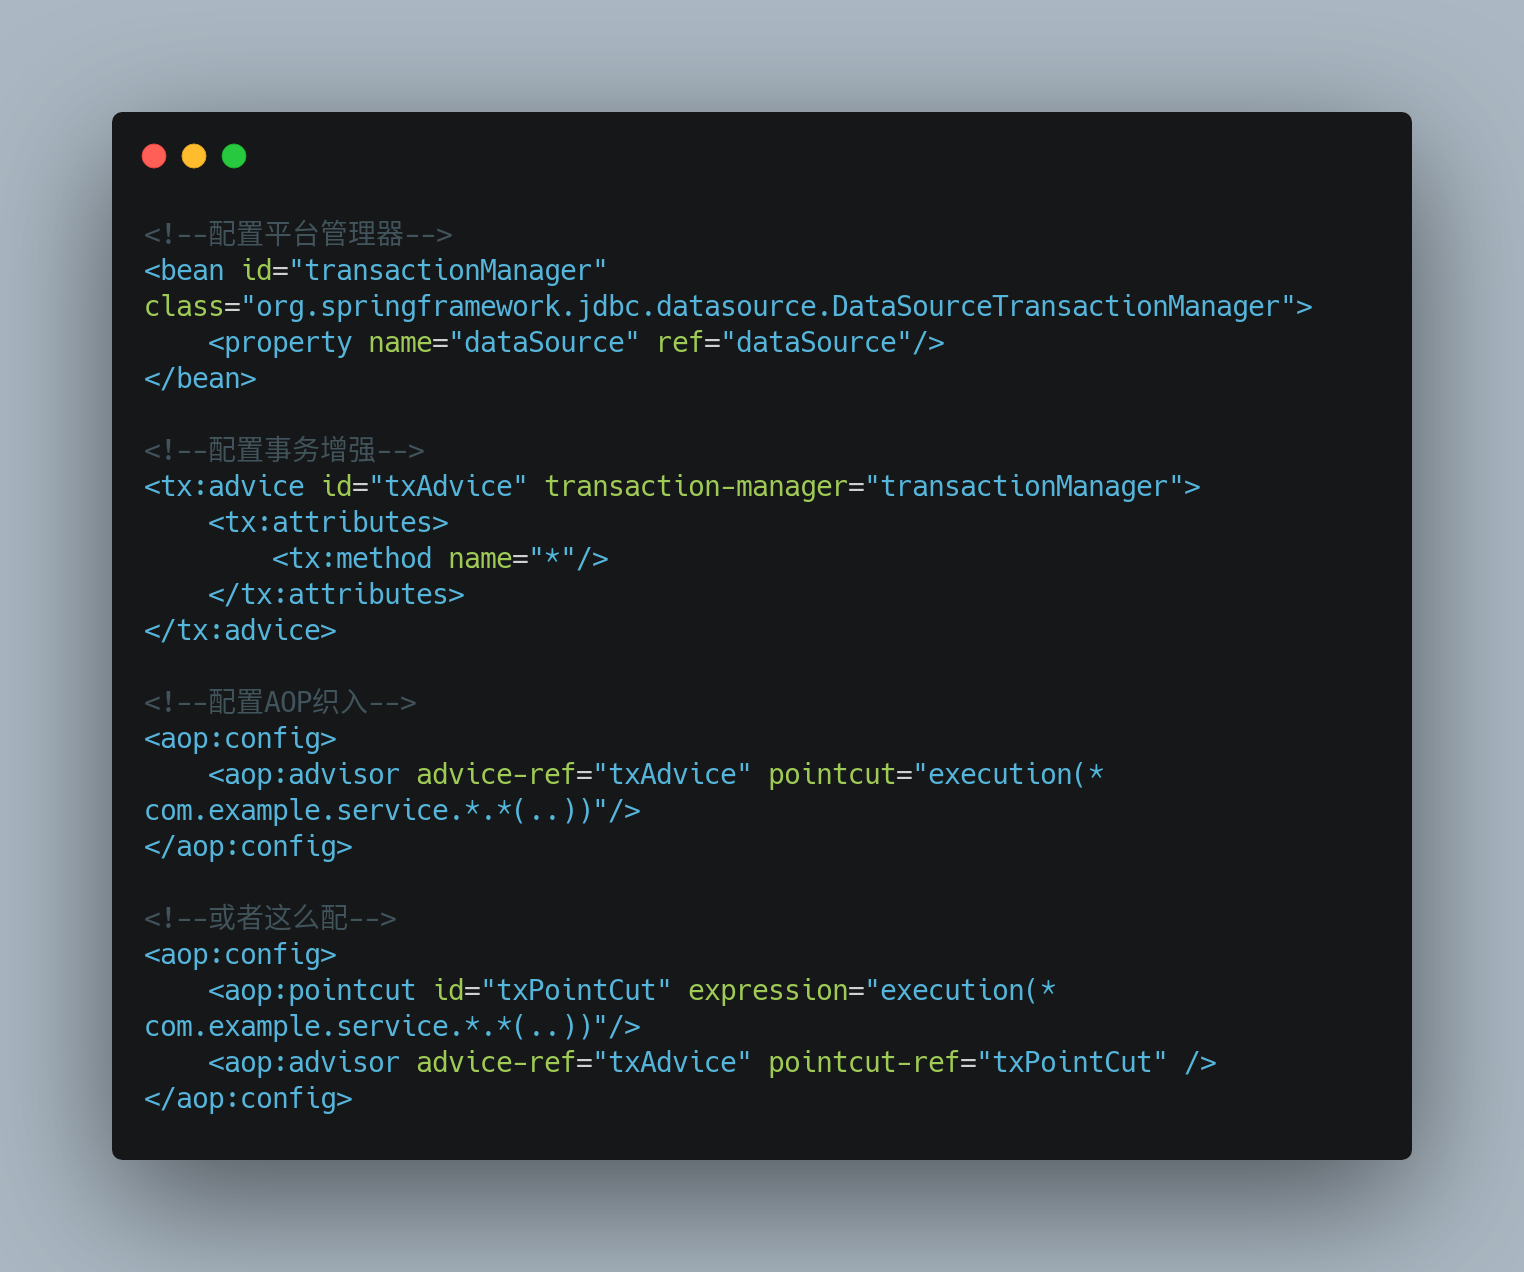 <!--配置平台管理器-->
<bean id="transactionManager"
class="org.springframework.jdbc.datasource.DataSourceTransactionManager">
    <property name="dataSource" ref="dataSource"/>
</bean>

<!--配置事务增强-->
<tx:advice id="txAdvice" transaction-manager="transactionManager">
    <tx:attributes>
        <tx:method name="*"/>
    </tx:attributes>
</tx:advice>

<!--配置AOP织入-->
<aop:config>
    <aop:advisor advice-ref="txAdvice" pointcut="execution(*
com.example.service.*.*(..))"/>
</aop:config>

<!--或者这么配-->
<aop:config>
    <aop:pointcut id="txPointCut" expression="execution(*
com.example.service.*.*(..))"/>
    <aop:advisor advice-ref="txAdvice" pointcut-ref="txPointCut" />
</aop:config>